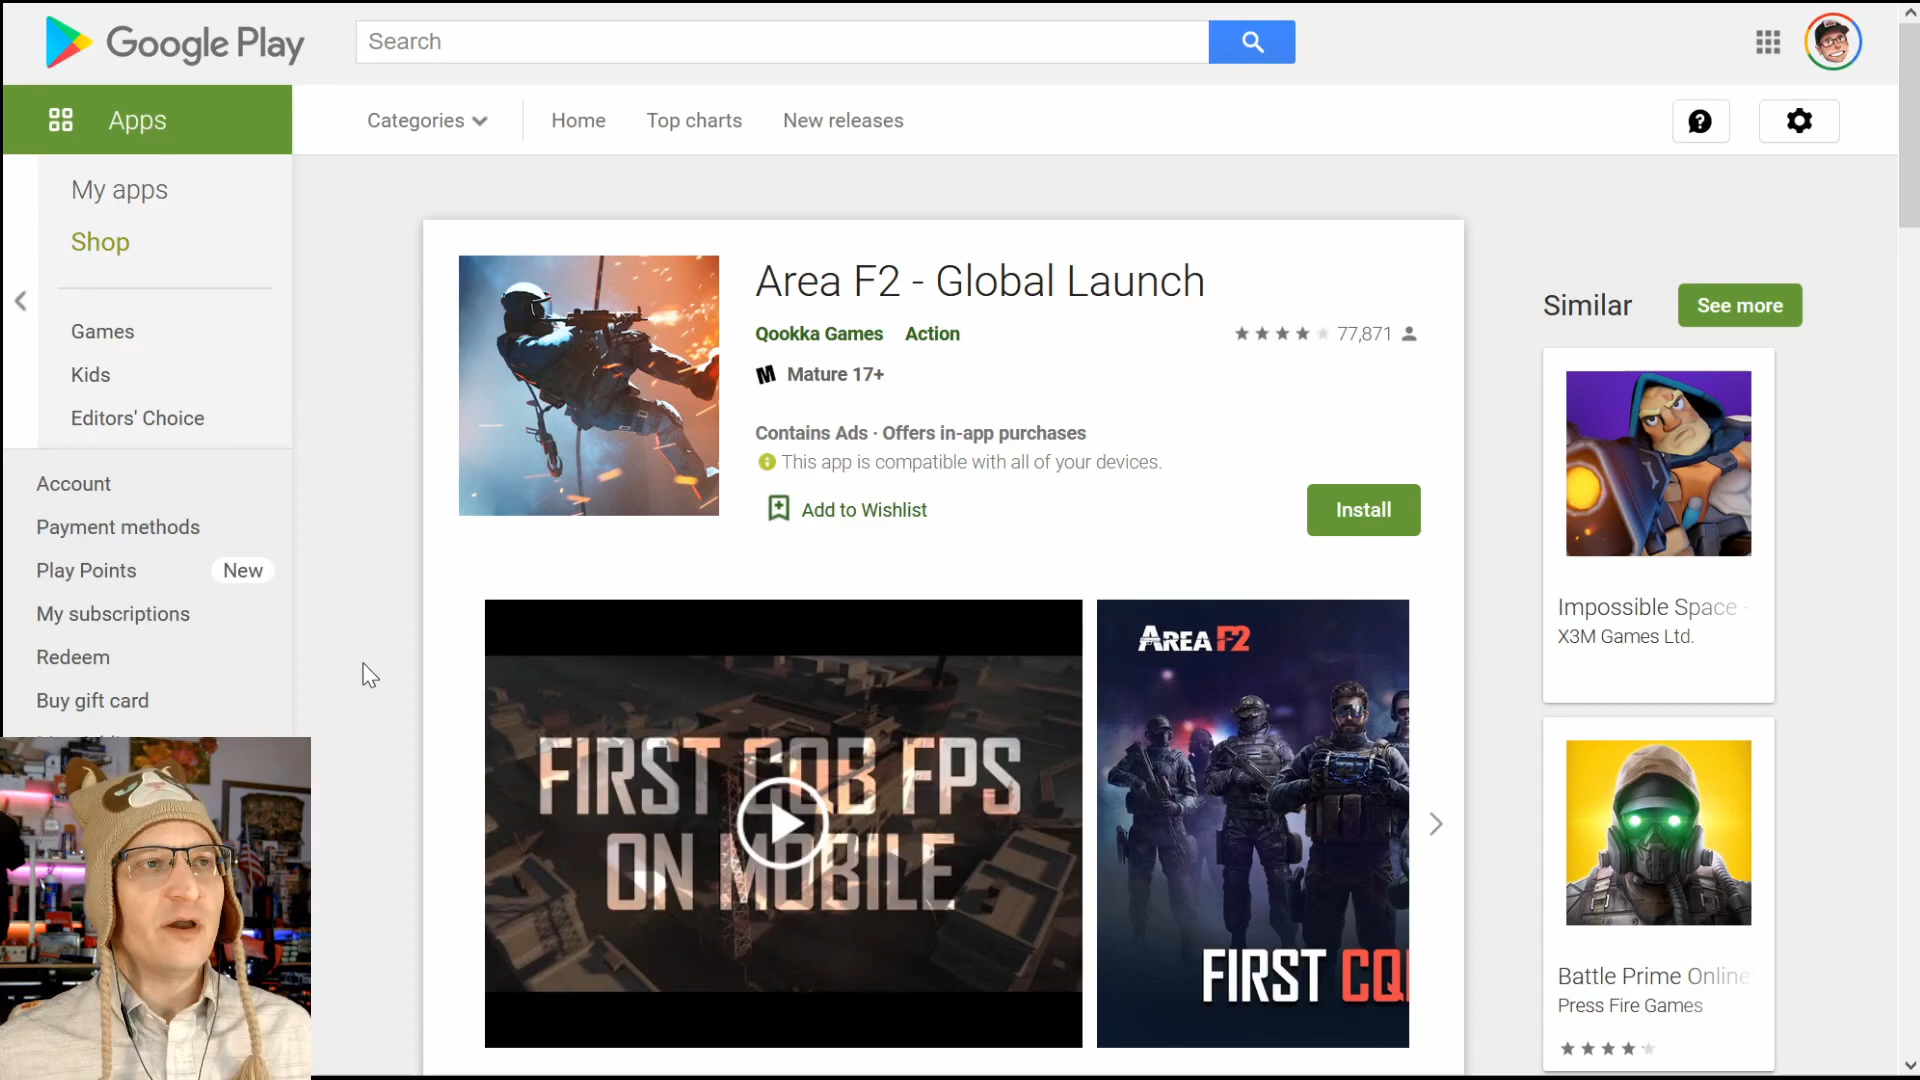 Google Play
Search
Apps
Categories
Home
Top charts
New releases
My apps
Shop
Games
Kids
Editors' Choice
Account
Payment methods
Play Points
New
My subscriptions
Redeem
Buy gift card
Area F2 - Global Launch
Qookka Games
Action
77,871
Mature 17+
Contains Ads · Offers in-app purchases
This app is compatible with all of your devices.
Add to Wishlist
Install
FIRST CQB FPS
ON MOBILE
AREA F2
FIRST CQ
Similar
See more
Impossible Space -
X3M Games Ltd.
Battle Prime Online
Press Fire Games